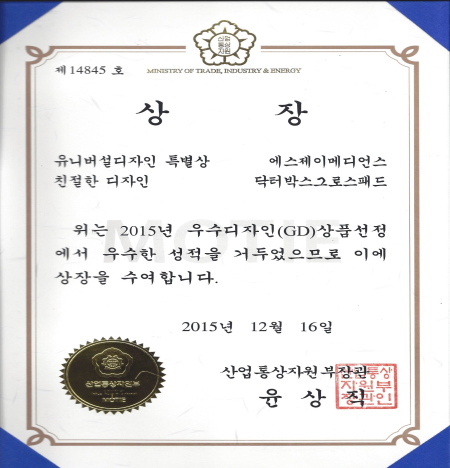 산업
통상
자원
제 14845 호
MINISTRY OF TRADE, INDUSTRY & ENERGY
상 장
유니버설디자인 특별상 에스제이메디언스
친절한 디자인 닥터박스그로스패드
위는 2015년 우수디자인(GD)상품선정
에서 우수한 성적을 거두었으므로 이에
상장을 수여합니다.
MOTIE
2015년 12월 16일
산업통상자원부
산업통상자원부장관
윤 상 직
산업통상
자원부
장관인